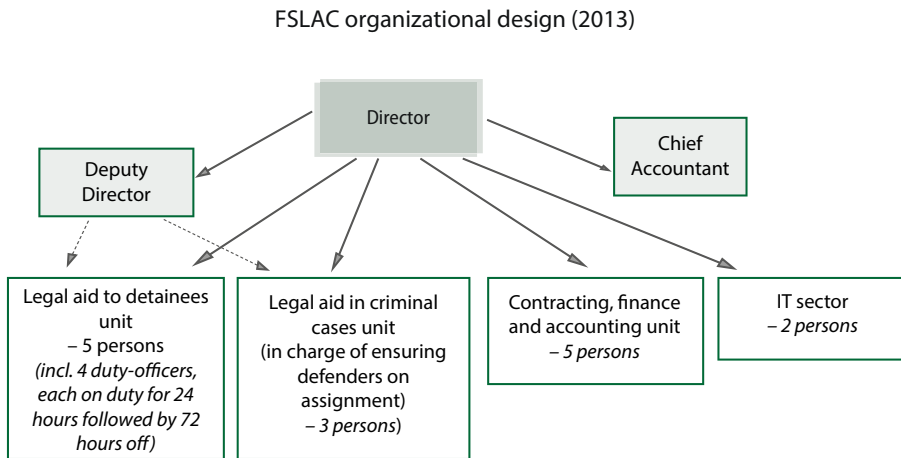 FSLAC organizational design (2013)
Director
Deputy
Director
Chief
Accountant
Legal aid to detainees
unit
– 5 persons
(incl. 4 duty-officers,
each on duty for 24
hours followed by 72
hours off)
Legal aid in criminal
cases unit
(in charge of ensuring
defenders on
assignment)
– 3 persons)
Contracting, finance
and accounting unit
– 5 persons
IT sector
– 2 persons